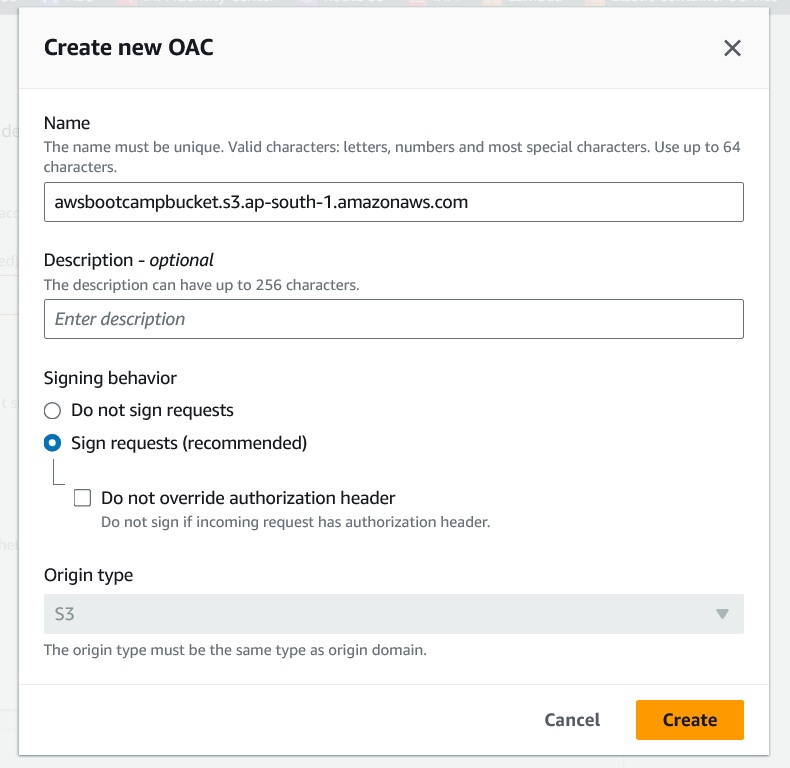 Create new OAC
Name
The name must be unique. Valid characters: letters, numbers and most special characters. Use up to 64
characters.
awsbootcampbucket.s3.ap-south-1.amazonaws.com
Description - optional
The description can have up to 256 characters.
Enter description
Signing behavior
Do not sign requests
Sign requests (recommended)
Do not override authorization header
Do not sign if incoming request has authorization header.
Origin type
S3
The origin type must be the same type as origin domain.
Cancel
Create